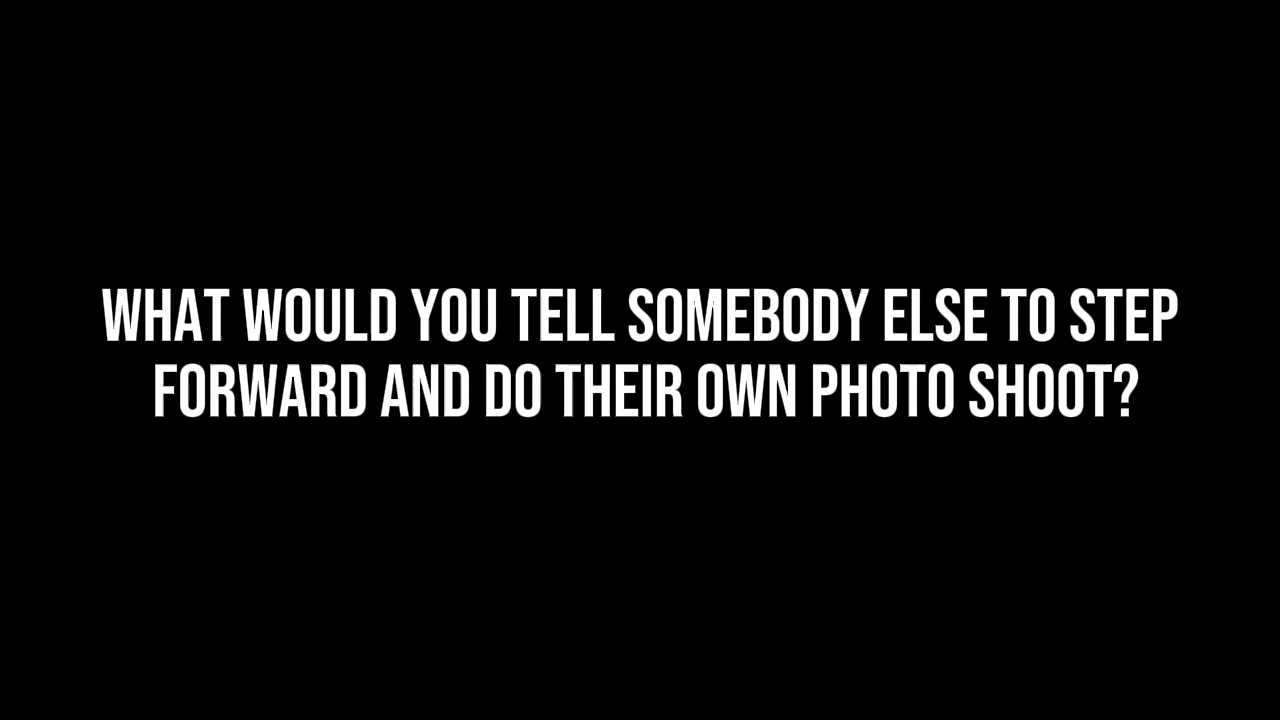 WHAT WOULD YOU TELL SOMEBODY ELSE TO STEP
FORWARD AND DO THEIR OWN PHOTO SHOOT?